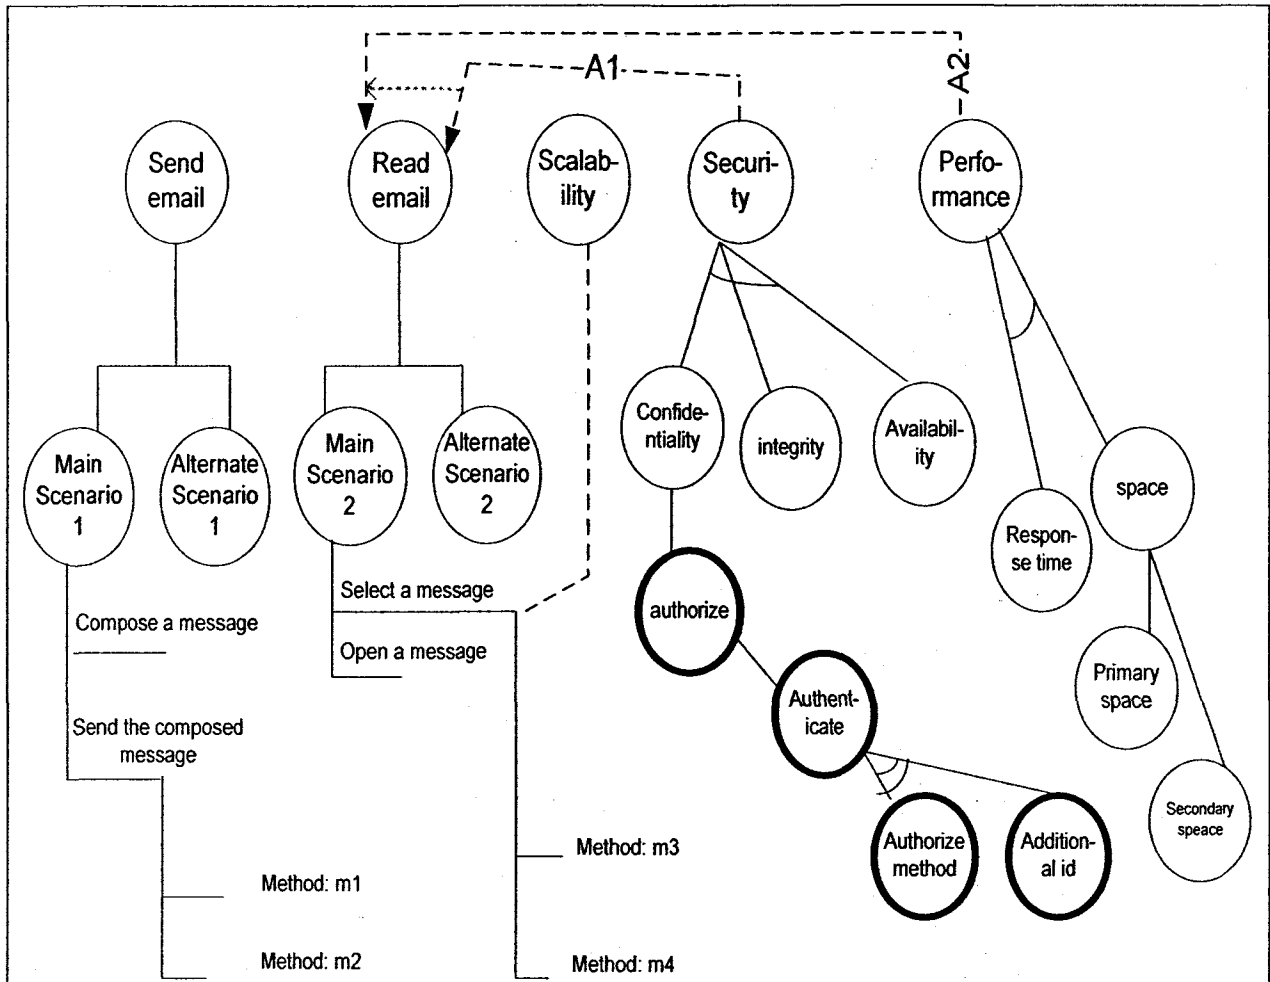 A1
A2
Send
email
Read
email
Scalab-
ility
Securi-
ty
Perfo-
rmance
Main
Scenario
1
Alternate
Scenario
1
Main
Scenario
2
Alternate
Scenario
2
Confide-
ntiality
integrity
Availabil-
ity
space
Respon-
se time
Select a message
Open a message
Compose a message
Send the composed
message
authorize
Authent-
icate
Primary
space
Secondary
speace
Authorize
method
Addition-
al id
Method: m3
Method: m1
Method: m2
Method: m4